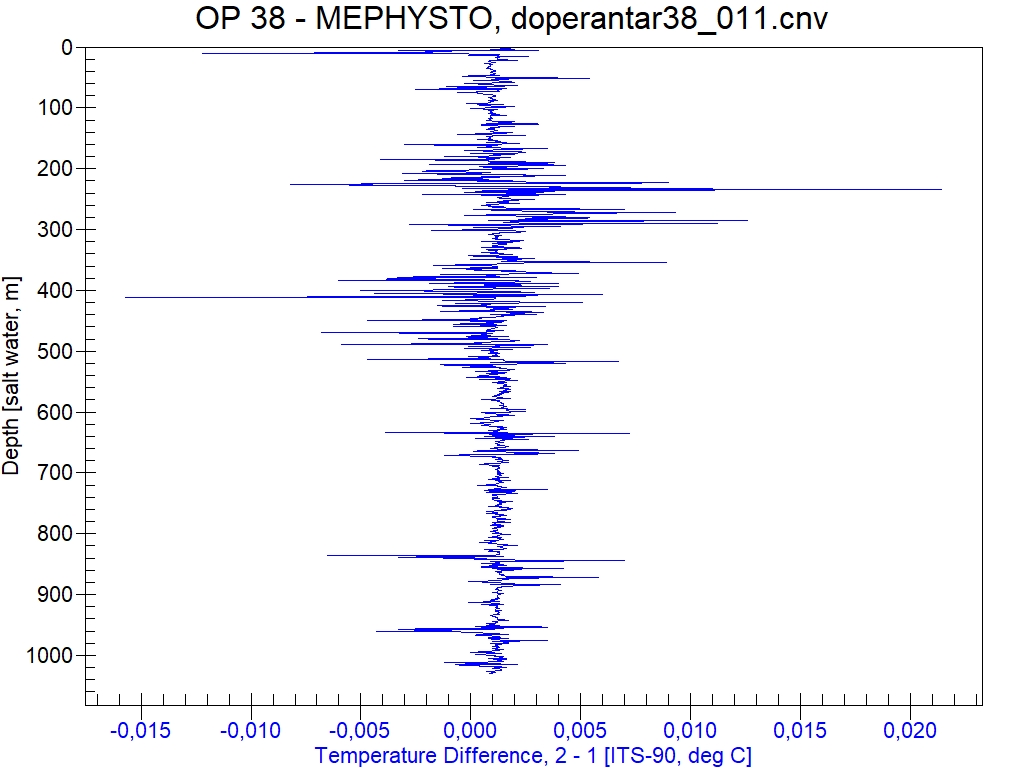 OP 38 - MEPHYSTO, doperantar38_011.cnv
0
100
200
300
400
500
600
700
800
900
1000
Depth [salt water, m]
-0,015 -0,010 -0,005 0,000 0,005 0,010 0,015 0,020
Temperature Difference, 2 - 1 [ITS-90, deg C]